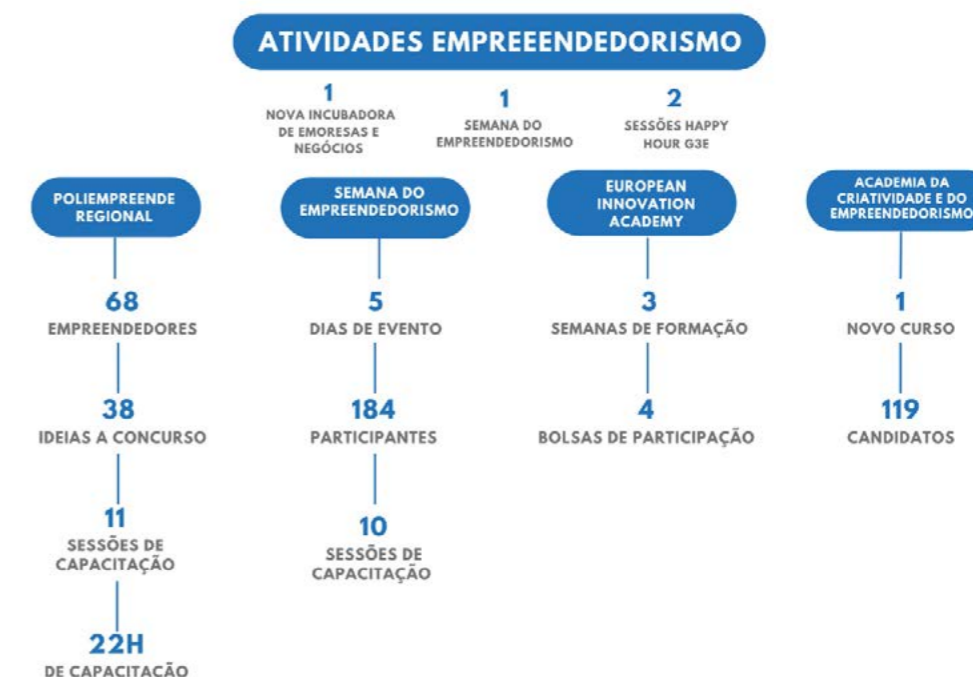 ATIVIDADES EMPREEENDEDORISMO
1
NOVA INCUBADORA
DE EMORESAS E
NEGÓCIOS
1
SEMANA DO
EMPREENDEDORISMO
2
SESSÕES HAPPY
HOUR G3E
POLIEMPREENDE
REGIONAL
68
EMPREENDEDORES
38
IDEIAS A CONCURSO
11
SESSÕES DE
CAPACITAÇÃO
22H
DE CAPACITAÇÃO
SEMANA DO
EMPREENDEDORISMO
5
DIAS DE EVENTO
184
PARTICIPANTES
10
SESSÕES DE
CAPACITAÇÃO
EUROPEAN
INNOVATION
ACADEMY
3
SEMANAS DE FORMAÇÃO
4
BOLSAS DE PARTICIPAÇÃO
ACADEMIA DA
CRIATIVIDADE E DO
EMPREENDEDORISMO
1
NOVO CURSO
119
CANDIDATOS